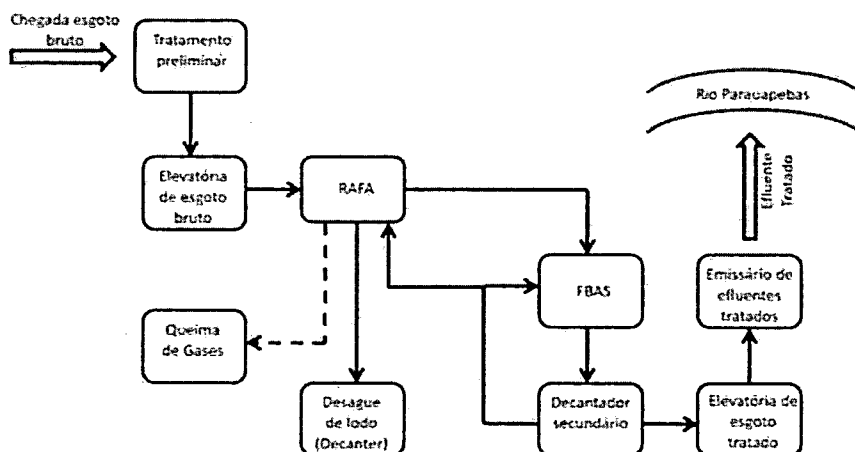 Chegada esgoto
bruto
Tratamento
preliminar
Rio Parauapebas
Efluente
Tratado
Elevatória
de esgoto
bruto
RAFA
FBAS
Emissário de
efluentes
tratados
Queima
de Gases
Desague
de lodo
(Decanter)
Decantador
secundário
Elevatória de
esgoto
tratado